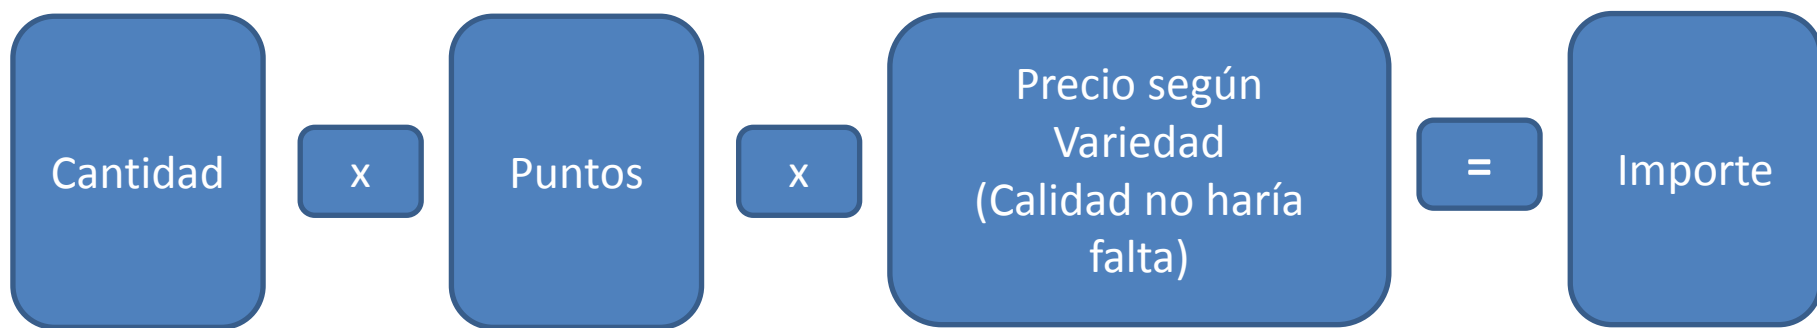 Cantidad
x
Puntos
x
Precio según
Variedad
(Calidad no haría
falta)
=
Importe